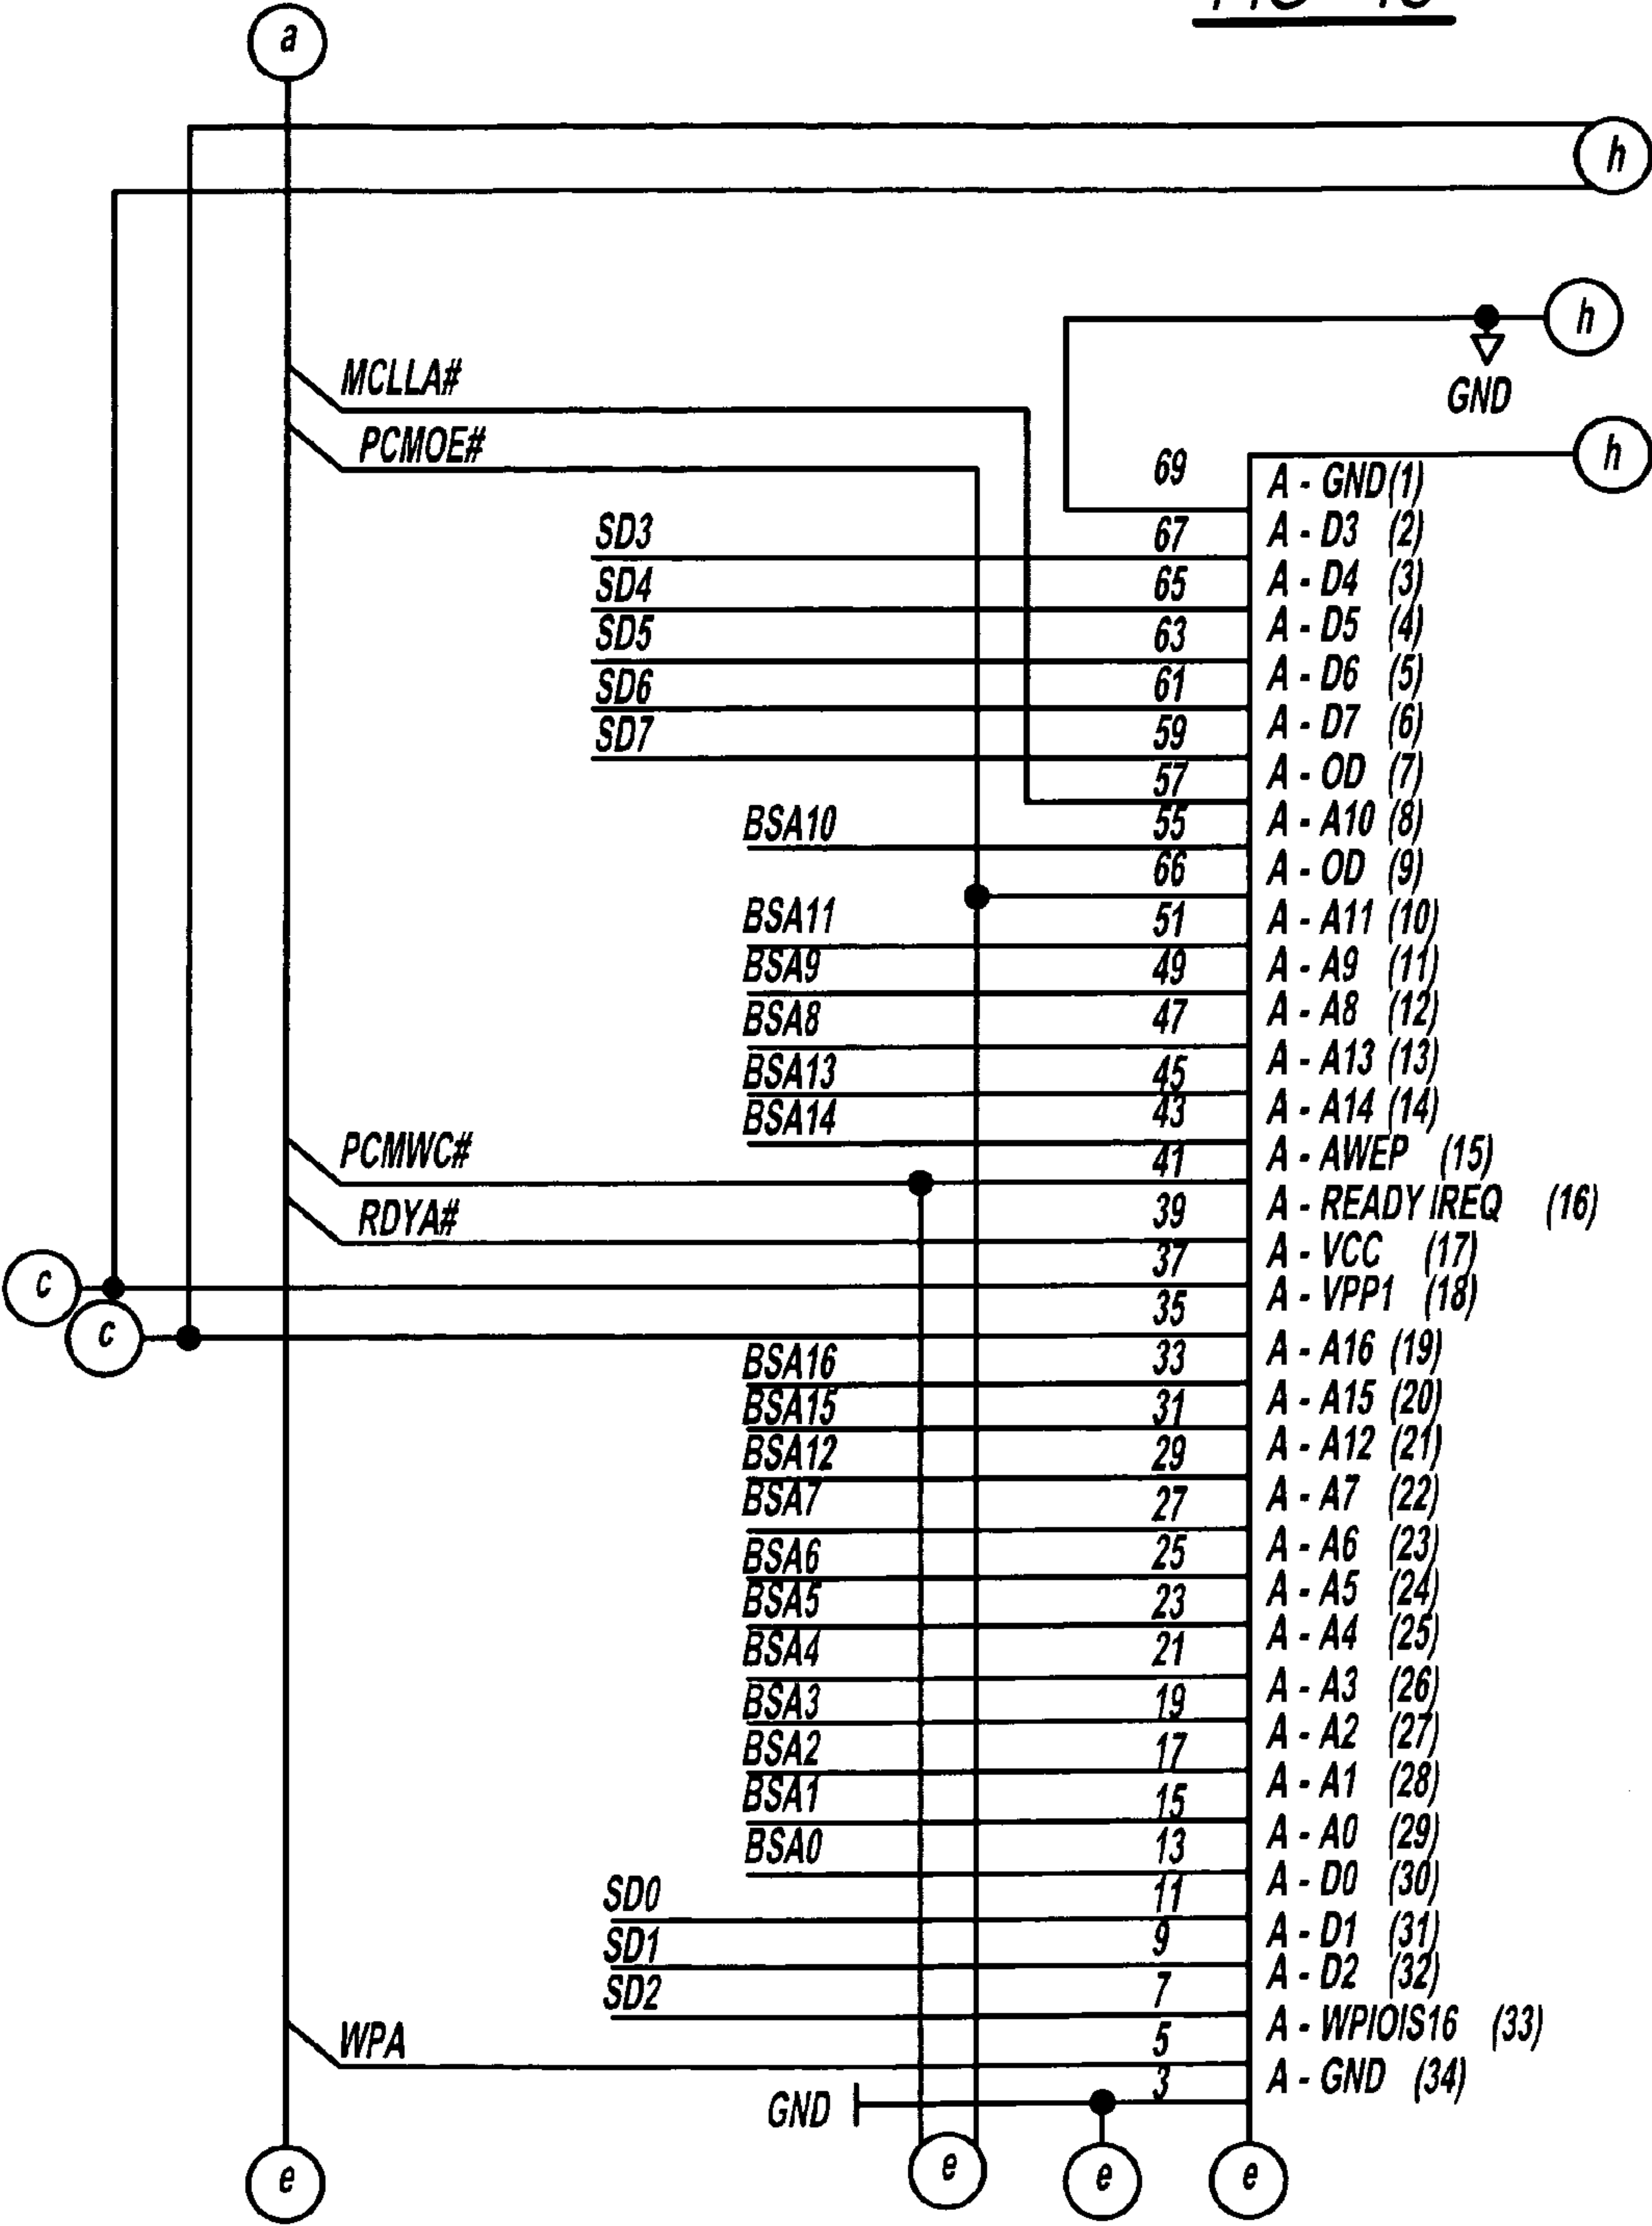 a
h
h
GND
h
MCLLA#
PCMOE#
69 A - GND(1)
SD3 67 A - D3 (2)
SD4 65 A - D4 (3)
SD5 63 A - D5 (4)
SD6 61 A - D6 (5)
SD7 59 A - D7 (6)
57 A - OD (7)
BSA10 55 A - A10 (8)
66 A - OD (9)
BSA11 51 A - A11 (10)
BSA9 49 A - A9 (11)
BSA8 47 A - A8 (12)
BSA13 45 A - A13 (13)
BSA14 43 A - A14 (14)
PCMWC# 41 A - AWEP (15)
RDYA# 39 A - READY IREQ (16)
c 37 A - VCC (17)
c 35 A - VPP1 (18)
BSA16 33 A - A16 (19)
BSA15 31 A - A15 (20)
BSA12 29 A - A12 (21)
BSA7 27 A - A7 (22)
BSA6 25 A - A6 (23)
BSA5 23 A - A5 (24)
BSA4 21 A - A4 (25)
BSA3 19 A - A3 (26)
BSA2 17 A - A2 (27)
BSA1 15 A - A1 (28)
BSA0 13 A - A0 (29)
SD0 11 A - D0 (30)
SD1 9 A - D1 (31)
SD2 7 A - D2 (32)
WPA 5 A - WPIOIS16 (33)
GND 3 A - GND (34)
e e e e